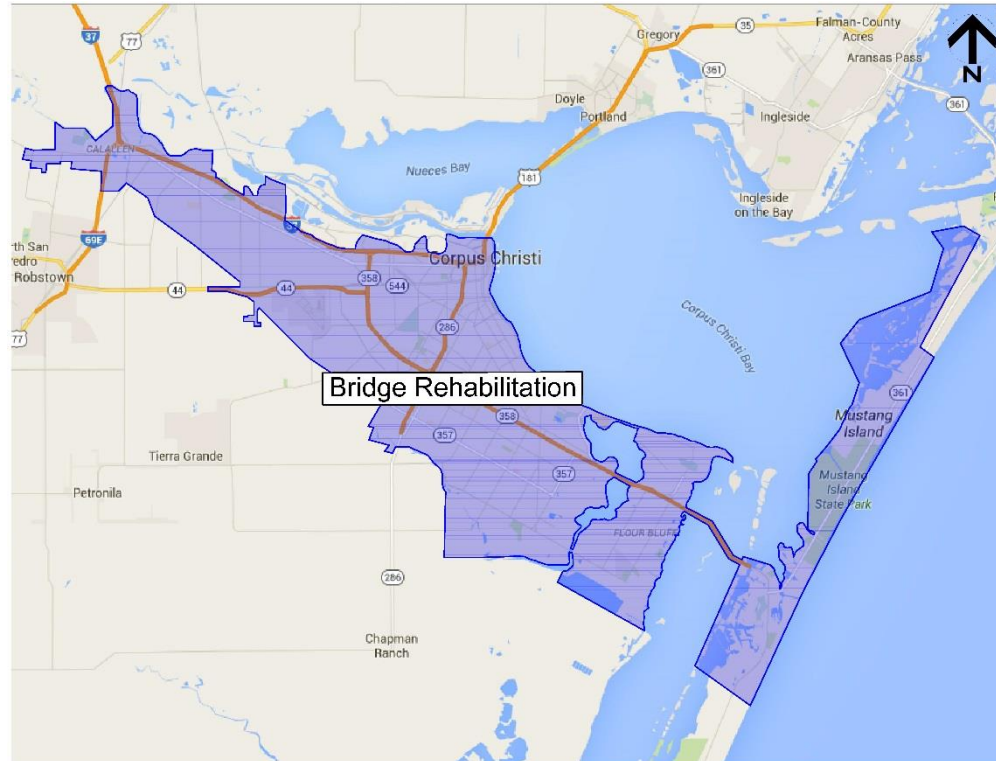 37
77
35
Falman-County
Acres
Gregory
361
Aransas Pass
N
361
Doyle
Portland
Ingleside
CALALLEN
Nueces Bay
181
Ingleside
on the Bay
37
69E
rth San
edro
Robstown
Corpus Christi
358
44
44
544
286
77
Corpus Christi Bay
Bridge Rehabilitation
361
Mustang
Island
358
357
357
Tierra Grande
Mustang
Island
State Park
Petronila
FLOUR BLUFF
286
Chapman
Ranch